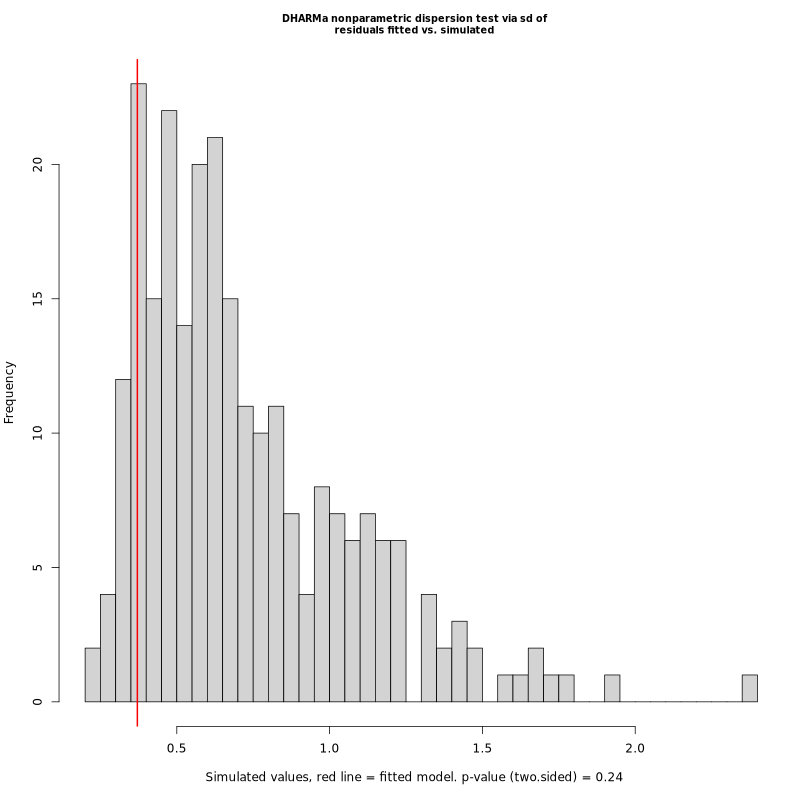 DHARMa nonparametric dispersion test via sd of
residuals fitted vs. simulated
Frequency
20
15
10
5
0
0.5 1.0 1.5 2.0
Simulated values, red line = fitted model. p-value (two.sided) = 0.24